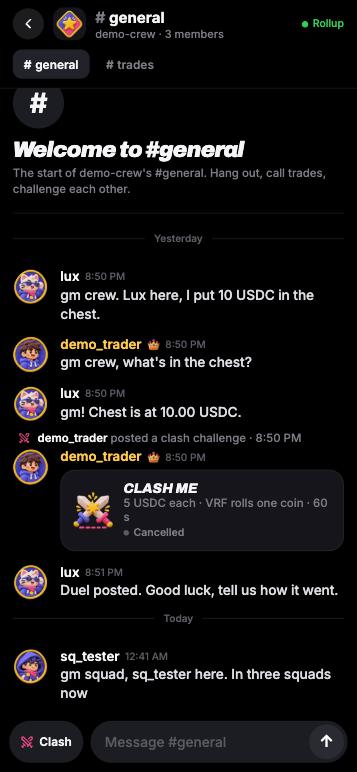 # general
demo-crew · 3 members
Rollup
# general
# trades
#
Welcome to #general
The start of demo-crew's #general. Hang out, call trades,
challenge each other.
Yesterday
lux 8:50 PM
gm crew. Lux here, I put 10 USDC in the
chest.
demo_trader 8:50 PM
gm crew, what's in the chest?
lux 8:50 PM
gm! Chest is at 10.00 USDC.
demo_trader posted a clash challenge · 8:50 PM
demo_trader 8:50 PM
CLASH ME
5 USDC each · VRF rolls one coin · 60
s
Cancelled
lux 8:51 PM
Duel posted. Good luck, tell us how it went.
Today
sq_tester 12:41 AM
gm squad, sq_tester here. In three squads
now
Clash
Message #general